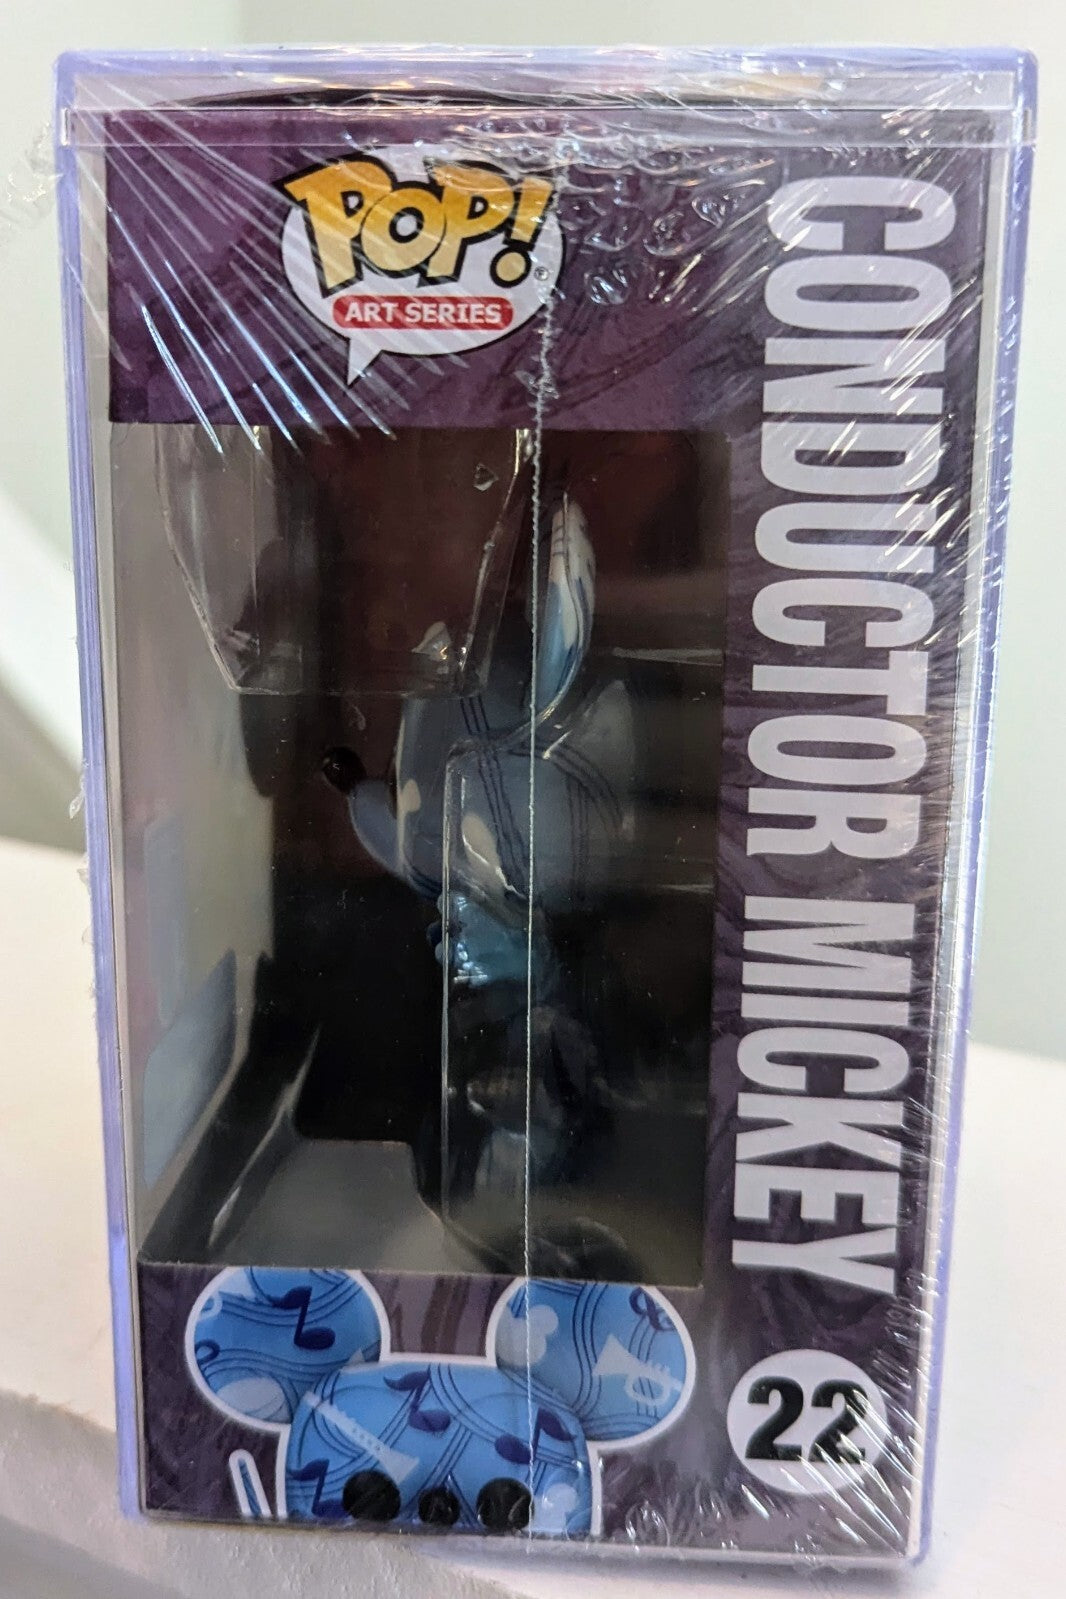 POP!®
ART SERIES
CONDUCTOR MICKEY
22